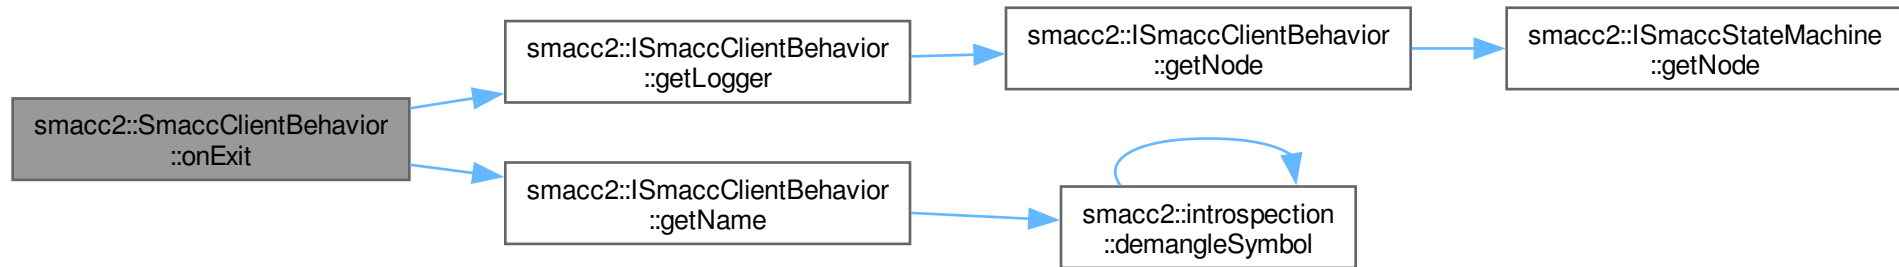 smacc2::SmaccClientBehavior
::onExit
smacc2::ISmaccClientBehavior
::getLogger
smacc2::ISmaccClientBehavior
::getNode
smacc2::ISmaccStateMachine
::getNode
smacc2::ISmaccClientBehavior
::getName
smacc2::introspection
::demangleSymbol